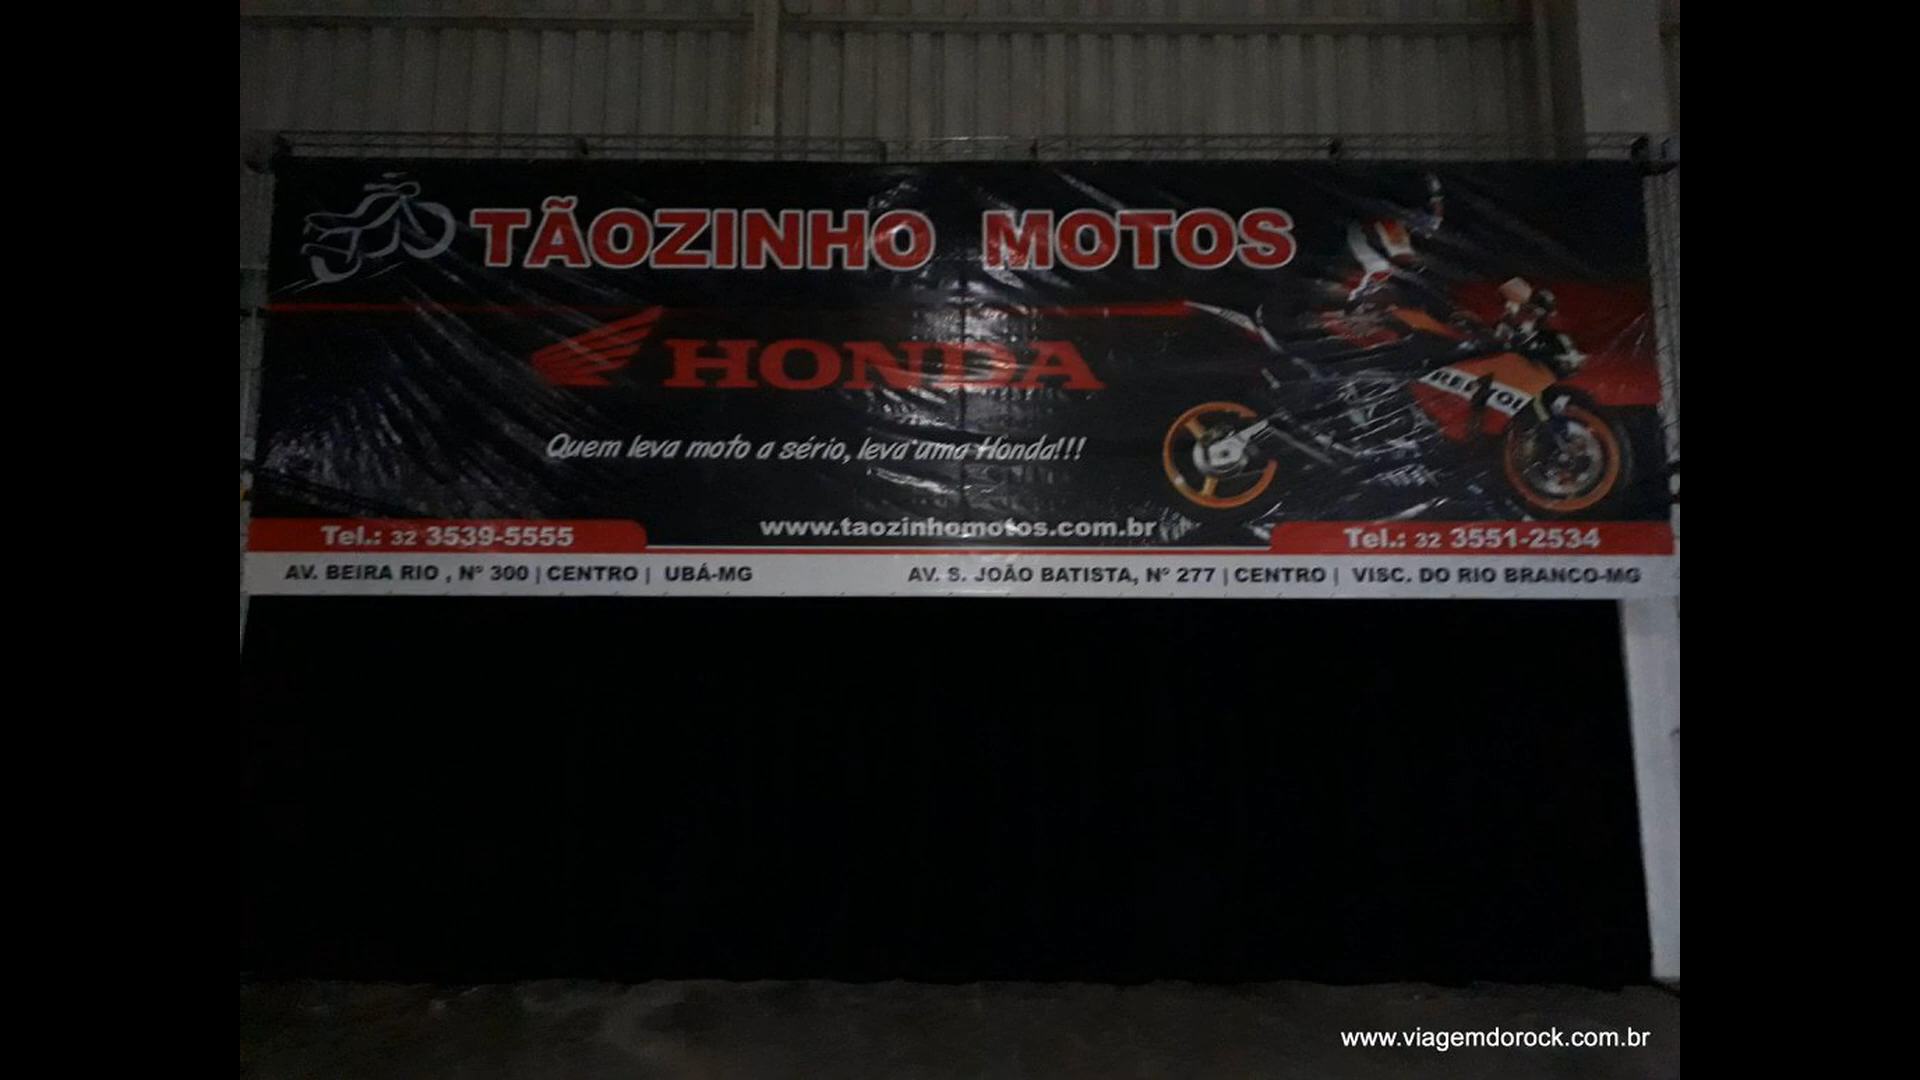 TÃOZINHO MOTOS
HONDA
Quem leva moto a sério, leva uma Honda!!!
REPSOL
www.taozinhomotos.com.br
Tel.: 32 3539-5555
Tel.: 32 3551-2534
AV. BEIRA RIO , Nº 300 | CENTRO | UBÁ-MG
AV. S. JOÃO BATISTA, Nº 277 | CENTRO | VISC. DO RIO BRANCO-MG
www.viagemdorock.com.br